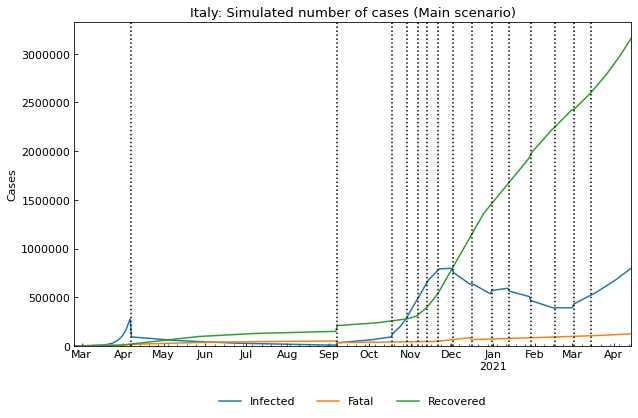 Italy: Simulated number of cases (Main scenario)
3000000
2500000
2000000
1500000
1000000
500000
0
Cases
Mar Apr May Jun Jul Aug Sep Oct Nov Dec Jan Feb Mar Apr
2021
Infected Fatal Recovered